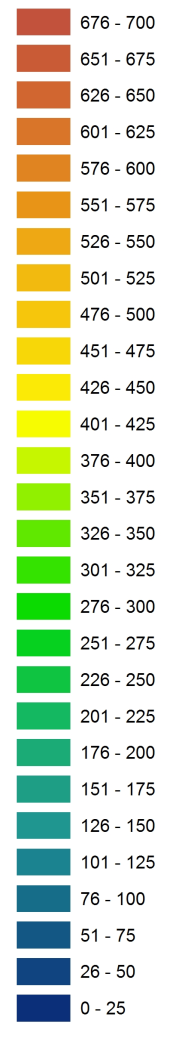 676 - 700
651 - 675
626 - 650
601 - 625
576 - 600
551 - 575
526 - 550
501 - 525
476 - 500
451 - 475
426 - 450
401 - 425
376 - 400
351 - 375
326 - 350
301 - 325
276 - 300
251 - 275
226 - 250
201 - 225
176 - 200
151 - 175
126 - 150
101 - 125
76 - 100
51 - 75
26 - 50
0 - 25